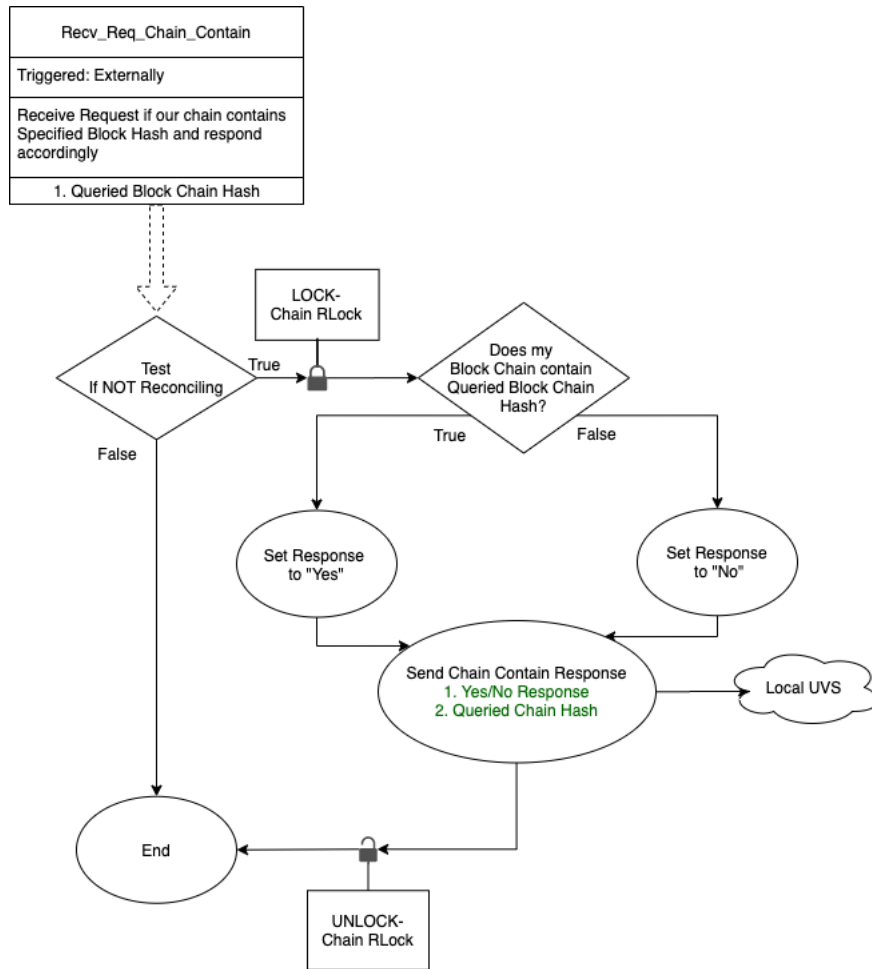 Recv_Req_Chain_Contain
Triggered: Externally
Receive Request if our chain contains
Specified Block Hash and respond
accordingly
1. Queried Block Chain Hash
LOCK-
Chain RLock
Test
If NOT Reconciling
True
Does my
Block Chain contain
Queried Block Chain
Hash?
False
True
False
Set Response
to "Yes"
Set Response
to "No"
Send Chain Contain Response
1. Yes/No Response
2. Queried Chain Hash
Local UVS
End
UNLOCK-
Chain RLock